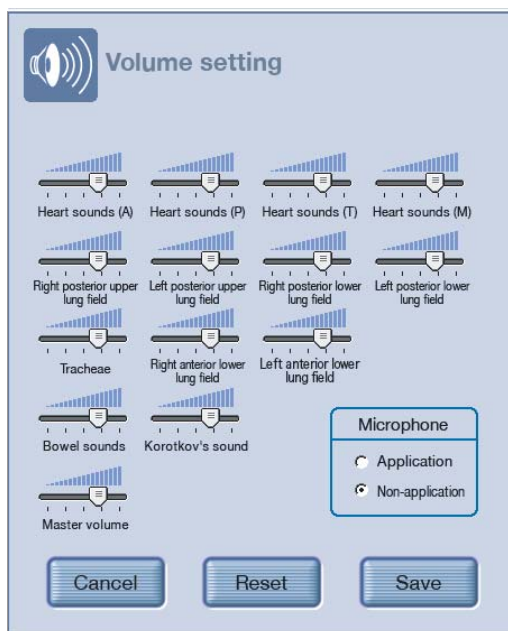 Volume setting
Heart sounds (A)
Heart sounds (P)
Heart sounds (T)
Heart sounds (M)
Right posterior upper
lung field
Left posterior upper
lung field
Right posterior lower
lung field
Left posterior lower
lung field
Tracheae
Right anterior lower
lung field
Left anterior lower
lung field
Bowel sounds
Korotkov's sound
Microphone
Application
Non-application
Master volume
Cancel
Reset
Save